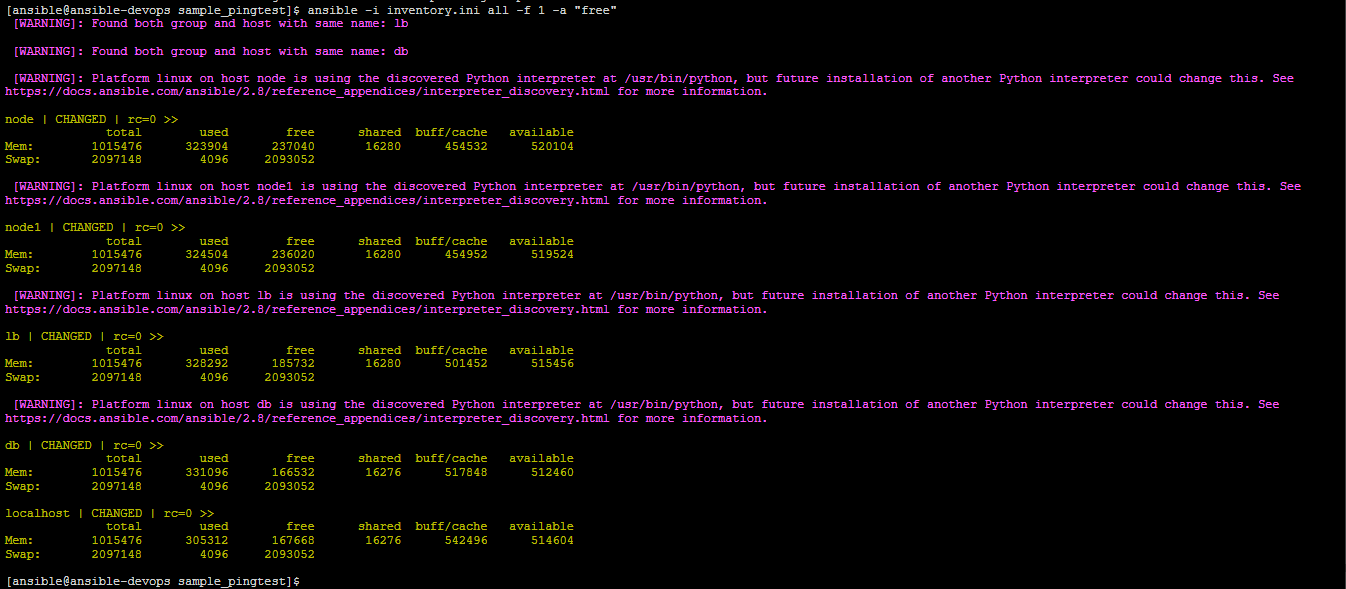 [ansible@ansible-devops sample_pingtest]$ ansible -i inventory.ini all -f 1 -a "free"
 [WARNING]: Found both group and host with same name: lb
 [WARNING]: Found both group and host with same name: db
 [WARNING]: Platform linux on host node is using the discovered Python interpreter at /usr/bin/python, but future installation of another Python interpreter could change this. See
https://docs.ansible.com/ansible/2.8/reference_appendices/interpreter_discovery.html for more information.
node | CHANGED | rc=0 >>
              total        used        free      shared  buff/cache   available
Mem:        1015476      323904      237040       16280      454532      520104
Swap:       2097148        4096     2093052
 [WARNING]: Platform linux on host node1 is using the discovered Python interpreter at /usr/bin/python, but future installation of another Python interpreter could change this. See
https://docs.ansible.com/ansible/2.8/reference_appendices/interpreter_discovery.html for more information.
node1 | CHANGED | rc=0 >>
              total        used        free      shared  buff/cache   available
Mem:        1015476      324504      236020       16280      454952      519524
Swap:       2097148        4096     2093052
 [WARNING]: Platform linux on host lb is using the discovered Python interpreter at /usr/bin/python, but future installation of another Python interpreter could change this. See
https://docs.ansible.com/ansible/2.8/reference_appendices/interpreter_discovery.html for more information.
lb | CHANGED | rc=0 >>
              total        used        free      shared  buff/cache   available
Mem:        1015476      328292      185732       16280      501452      515456
Swap:       2097148        4096     2093052
 [WARNING]: Platform linux on host db is using the discovered Python interpreter at /usr/bin/python, but future installation of another Python interpreter could change this. See
https://docs.ansible.com/ansible/2.8/reference_appendices/interpreter_discovery.html for more information.
db | CHANGED | rc=0 >>
              total        used        free      shared  buff/cache   available
Mem:        1015476      331096      166532       16276      517848      512460
Swap:       2097148        4096     2093052
localhost | CHANGED | rc=0 >>
              total        used        free      shared  buff/cache   available
Mem:        1015476      305312      167668       16276      542496      514604
Swap:       2097148        4096     2093052
[ansible@ansible-devops sample_pingtest]$